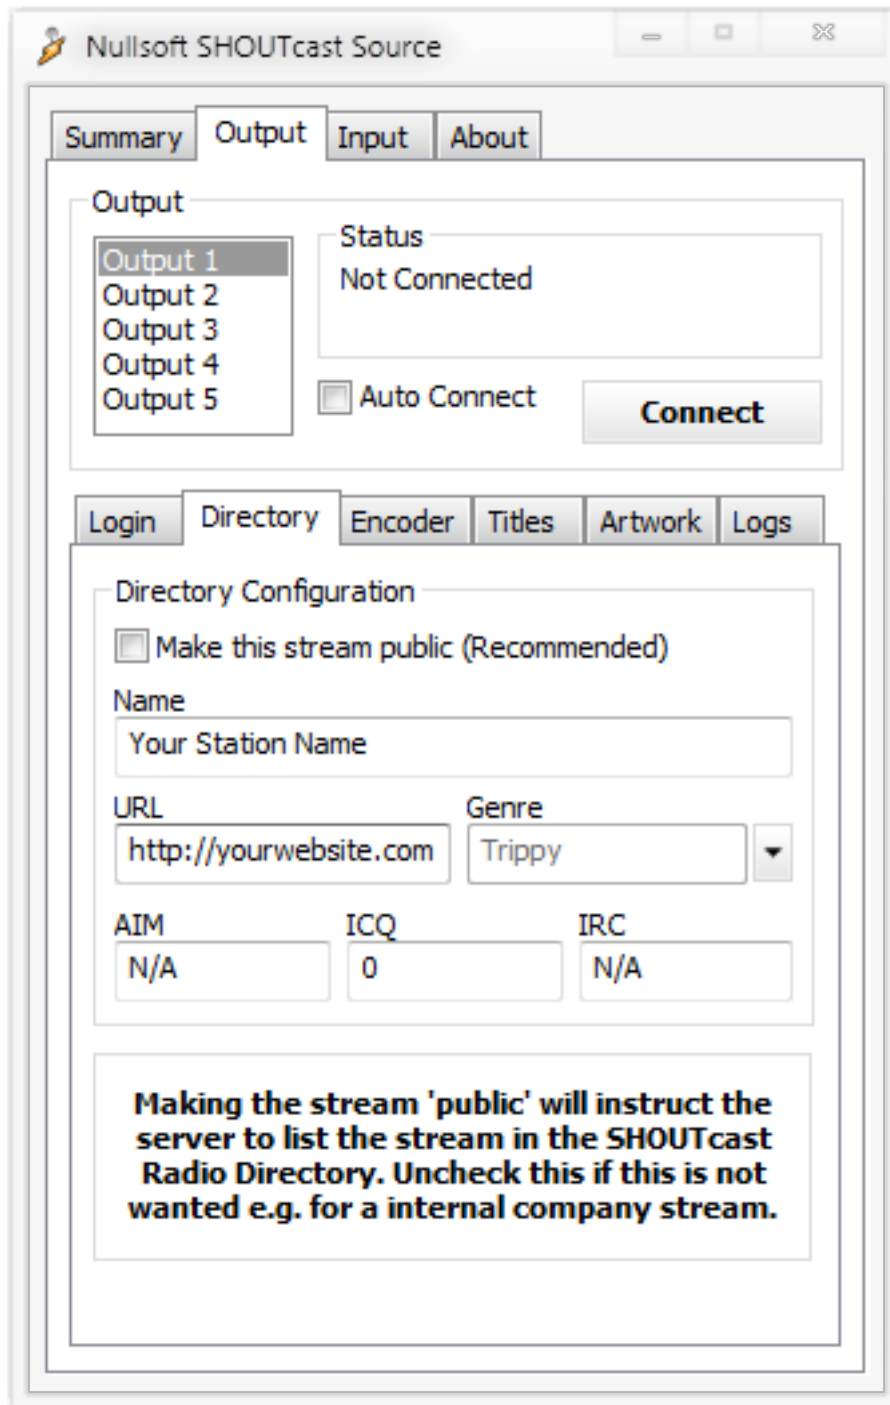 Nullsoft SHOUTcast Source
Summary Output Input About
Output
Output 1
Output 2
Output 3
Output 4
Output 5
Status
Not Connected
Auto Connect
Connect
Login Directory Encoder Titles Artwork Logs
Directory Configuration
Make this stream public (Recommended)
Name
Your Station Name
URL Genre
http://yourwebsite.com Trippy
AIM ICQ IRC
N/A 0 N/A
Making the stream 'public' will instruct the
server to list the stream in the SHOUTcast
Radio Directory. Uncheck this if this is not
wanted e.g. for a internal company stream.